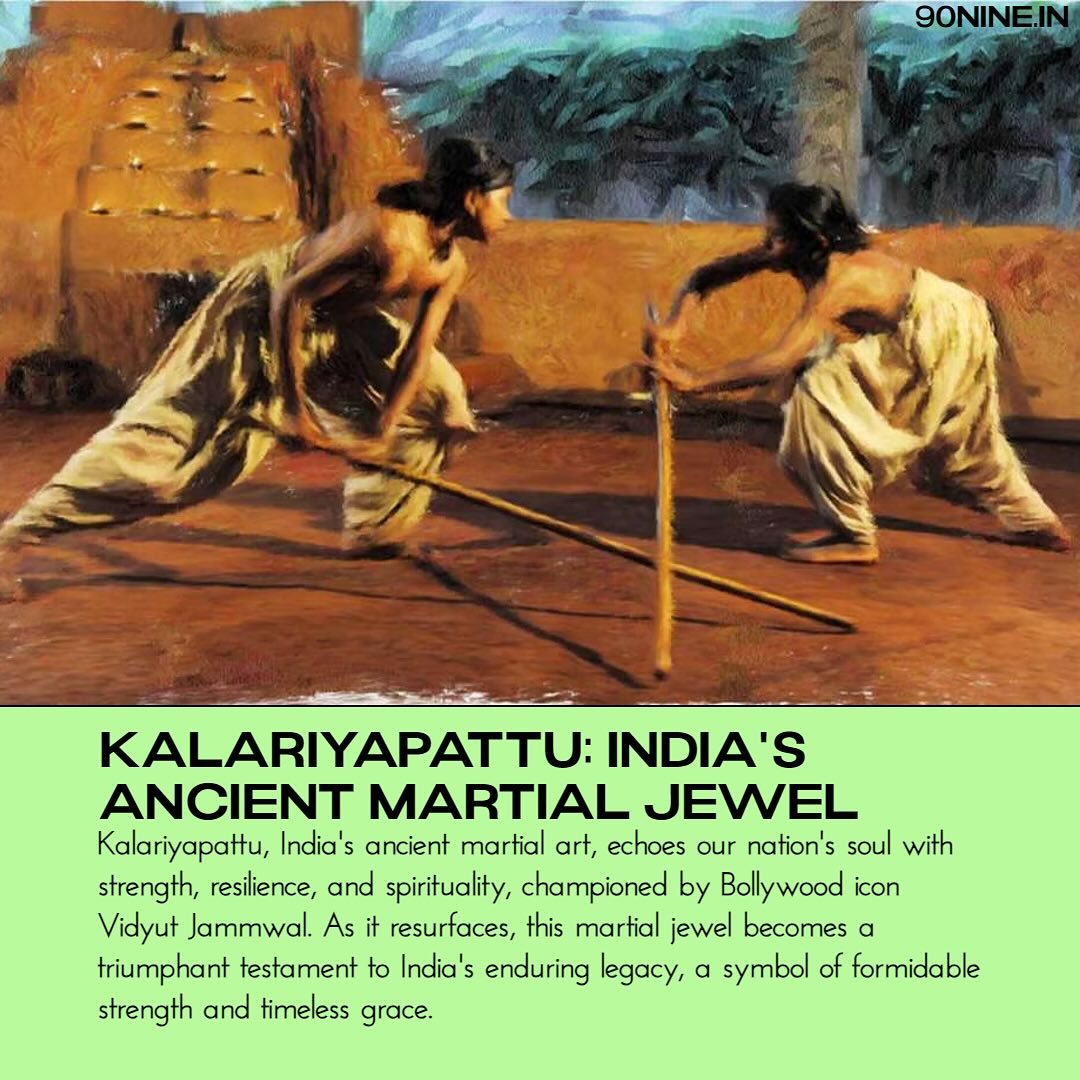 90NINE.IN
KALARIYAPATTU: INDIA'S
ANCIENT MARTIAL JEWEL
Kalariyapattu, India's ancient martial art, echoes our nation's soul with
strength, resilience, and spirituality, championed by Bollywood icon
Vidyut Jammwal. As it resurfaces, this martial jewel becomes a
triumphant testament to India's enduring legacy, a symbol of formidable
strength and timeless grace.